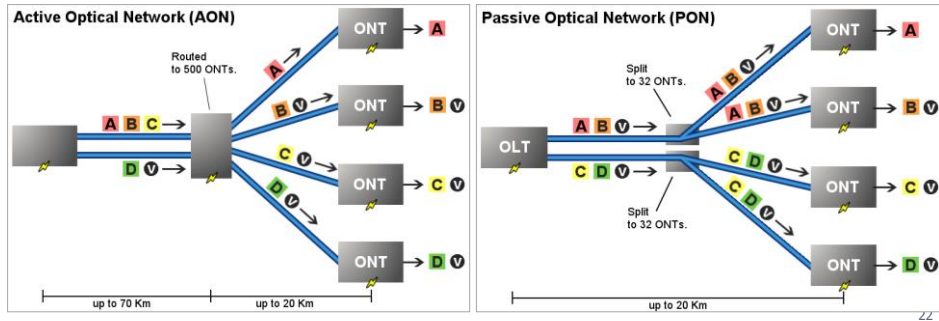 Active Optical Network (AON)
ONT
A
Routed
to 500 ONTs.
A
ONT
B V
B V
A B C
D V
C V
ONT
C V
D V
ONT
D V
up to 70 Km
up to 20 Km
Passive Optical Network (PON)
ONT
A
Split
to 32 ONTs.
A B V
ONT
B V
A B V
A B V
OLT
C D V
C D V
ONT
C V
C D V
Split
to 32 ONTs.
ONT
D V
up to 20 Km
22